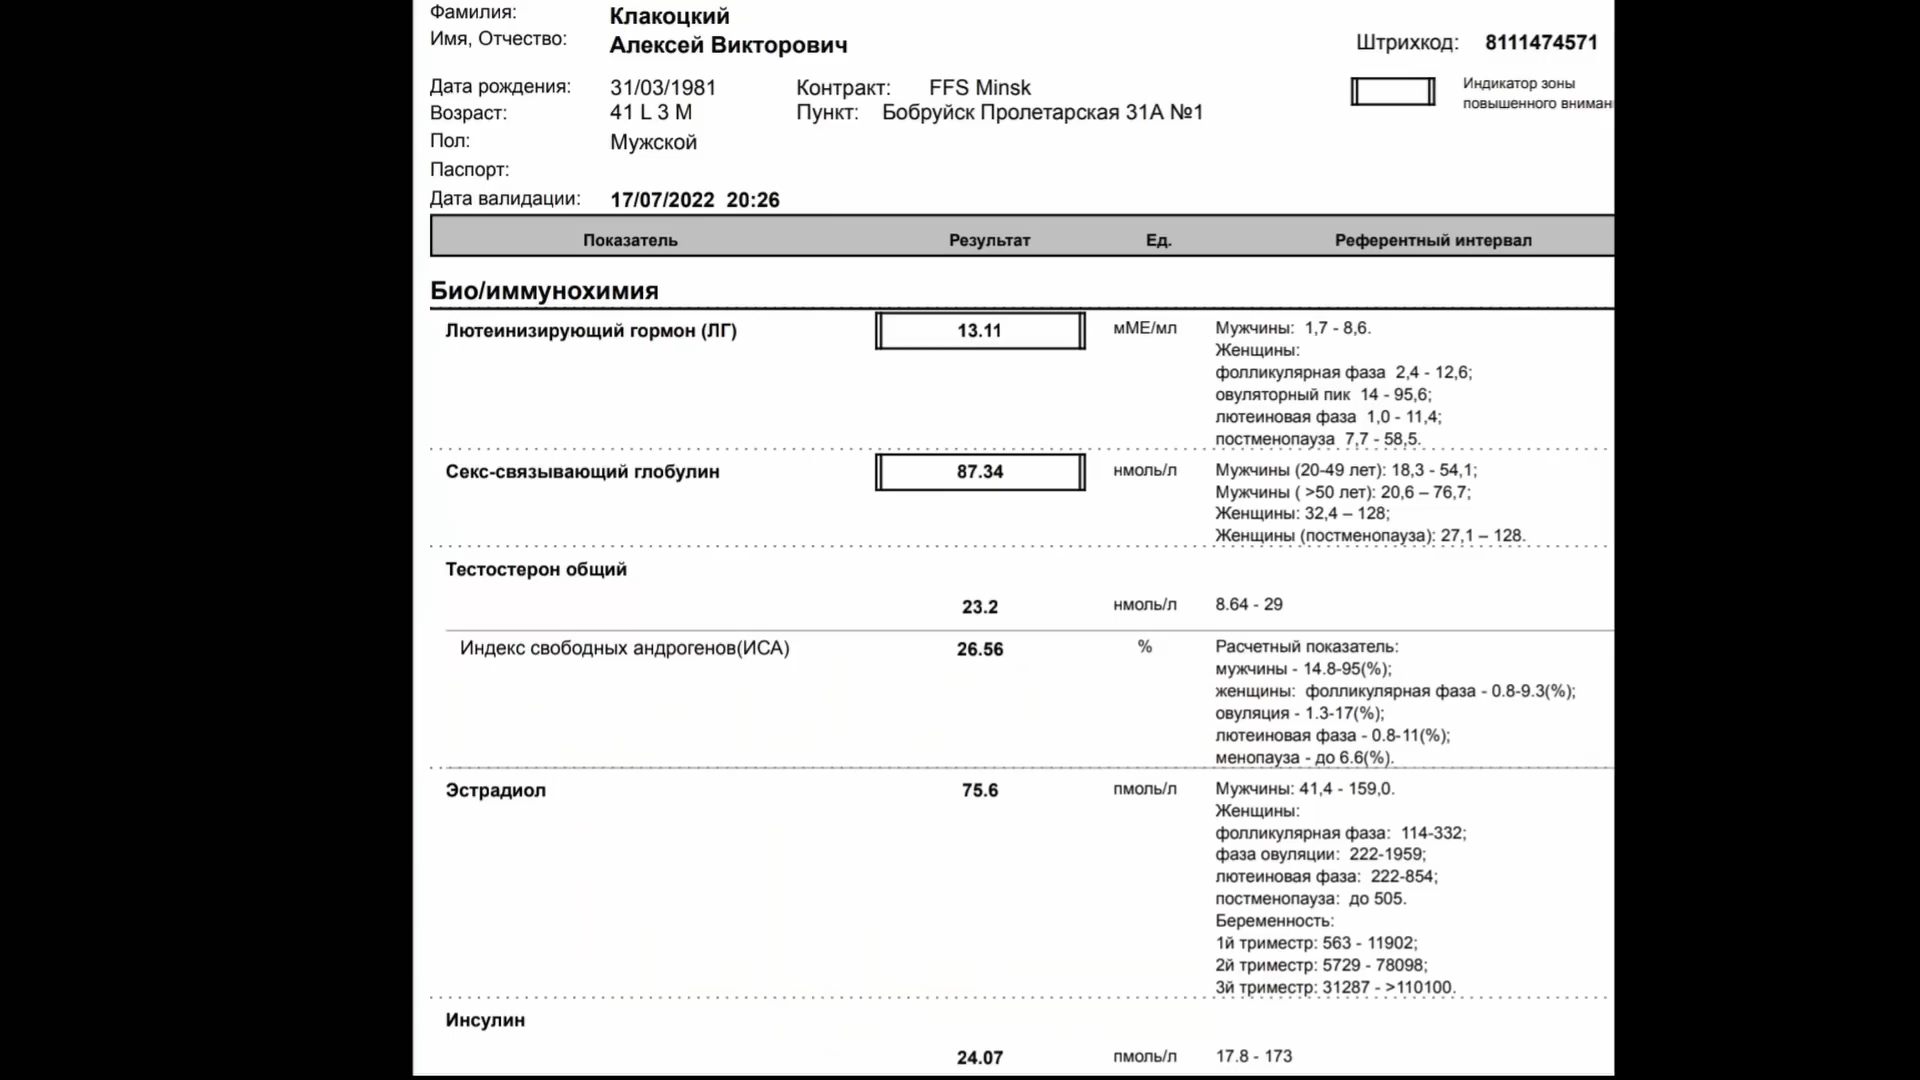 Фамилия: Клакоцкий
Имя, Отчество: Алексей Викторович
Штрихкод: 8111474571
Дата рождения: 31/03/1981 Контракт: FFS Minsk
Индикатор зоны
повышенного
Возраст: 41 L 3 M Пункт: Бобруйск Пролетарская 31А №1
Пол: Мужской
Паспорт:
Дата валидации: 17/07/2022 20:26
Показатель Результат Ед. Референтный интервал
Био/иммунохимия
Лютеинизирующий гормон (ЛГ) 13.11 мМЕ/мл Мужчины: 1,7 - 8,6.
Женщины:
фолликулярная фаза 2,4 - 12,6;
овуляторный пик 14 - 95,6;
лютеиновая фаза 1,0 - 11,4;
постменопауза 7,7 - 58,5.
Секс-связывающий глобулин 87.34 нмоль/л Мужчины (20-49 лет): 18,3 - 54,1;
Мужчины ( >50 лет): 20,6 – 76,7;
Женщины: 32,4 – 128;
Женщины (постменопауза): 27,1 – 128.
Тестостерон общий
23.2 нмоль/л 8.64 - 29
Индекс свободных андрогенов(ИСА) 26.56 % Расчетный показатель:
мужчины - 14.8-95(%);
женщины: фолликулярная фаза - 0.8-9.3(%);
овуляция - 1.3-17(%);
лютеиновая фаза - 0.8-11(%);
менопауза - до 6.6(%).
Эстрадиол 75.6 пмоль/л Мужчины: 41,4 - 159,0.
Женщины:
фолликулярная фаза: 114-332;
фаза овуляции: 222-1959;
лютеиновая фаза: 222-854;
постменопауза: до 505.
Беременность:
1й триместр: 563 - 11902;
2й триместр: 5729 - 78098;
3й триместр: 31287 - >110100.
Инсулин
24.07 пмоль/л 17.8 - 173